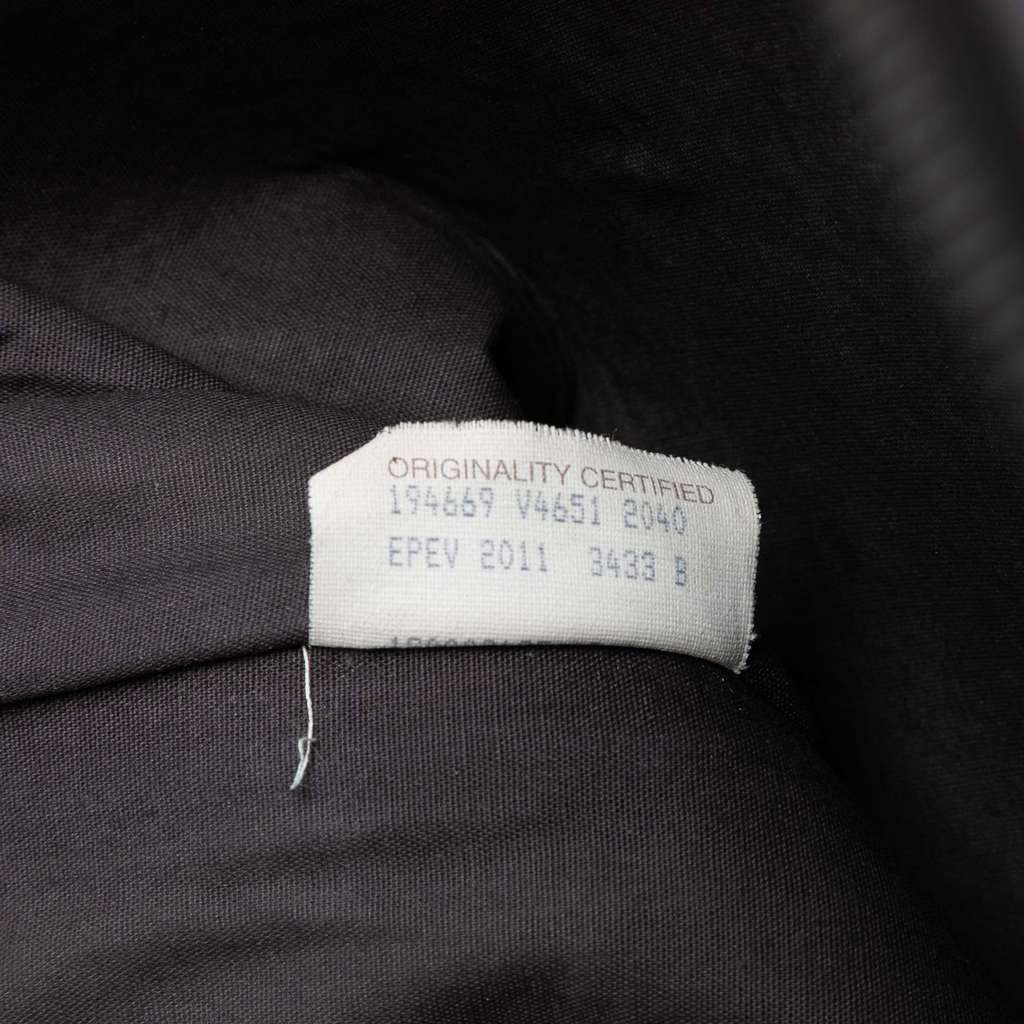 ORIGINALITY CERTIFIED
194669 V4651 2040
EPEV 2011 3433 B